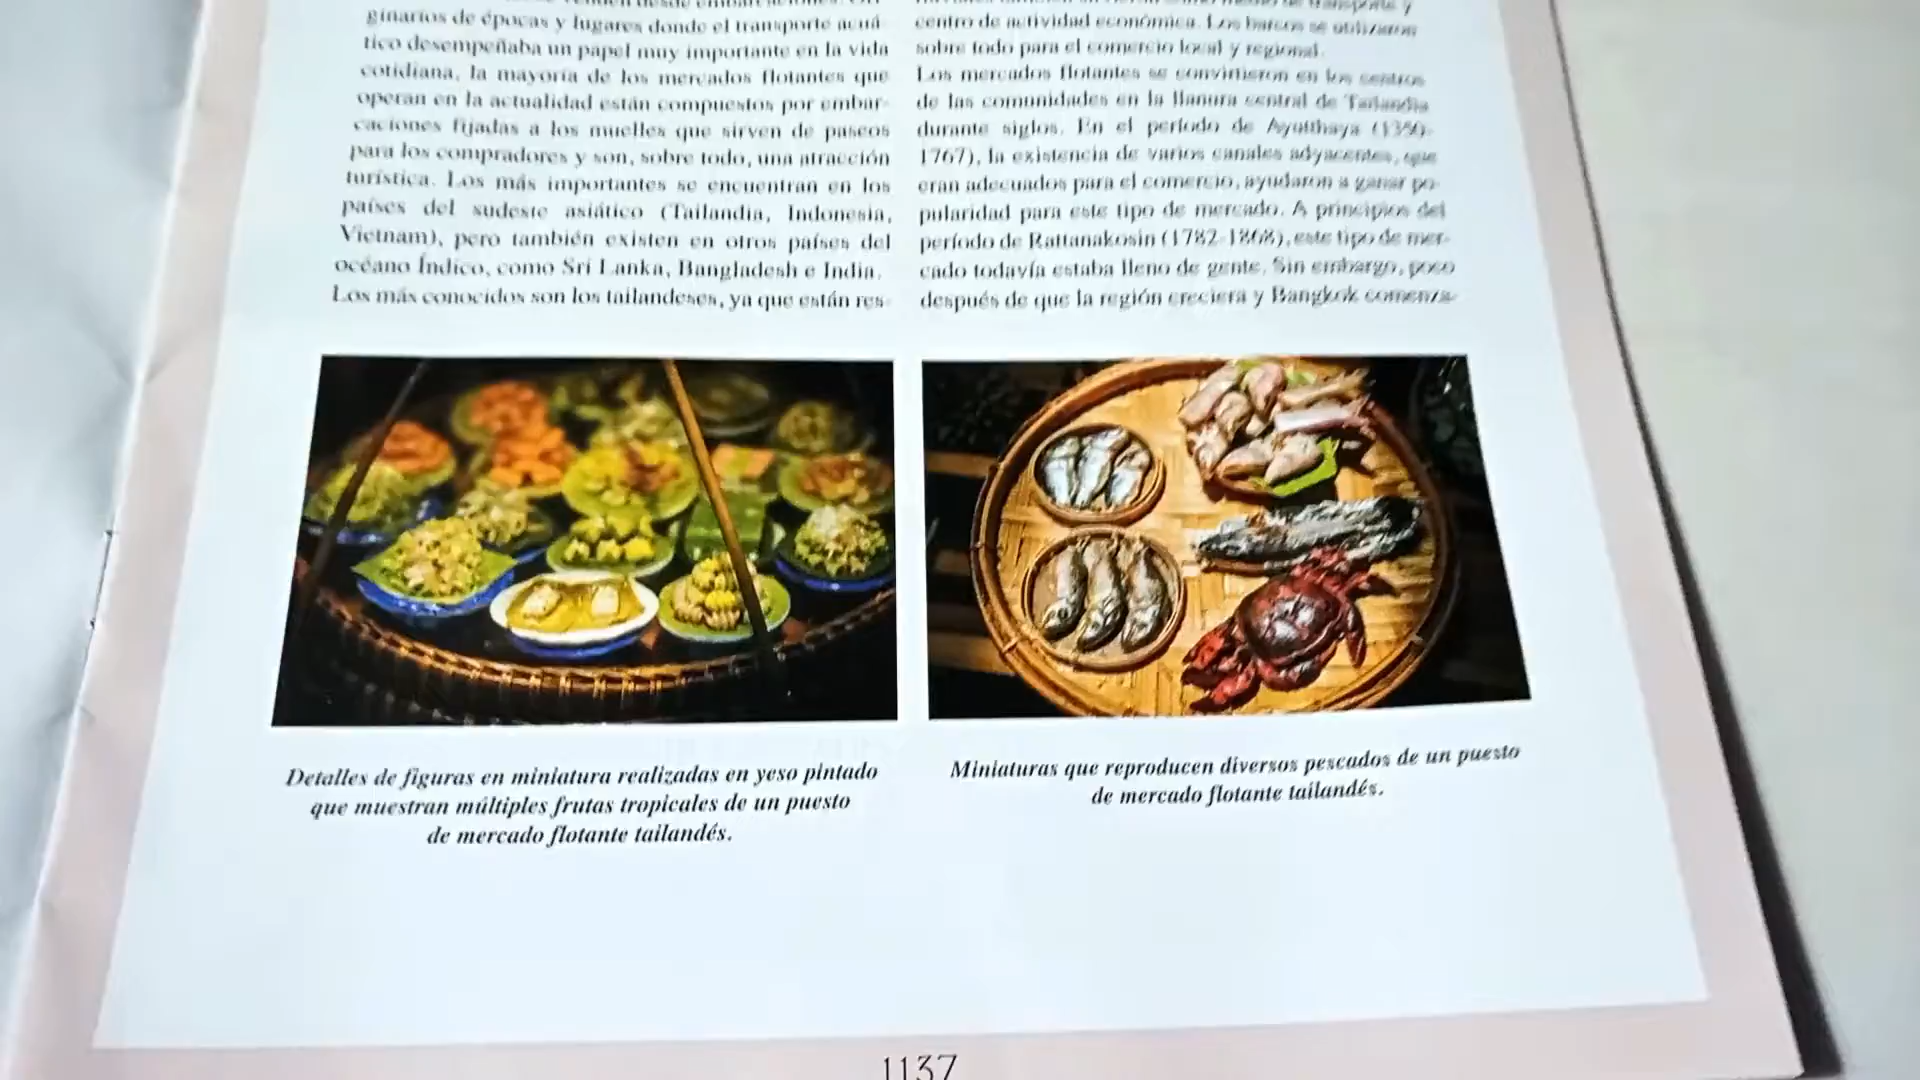 ginarios de épocas y lugares donde el transporte acuá-
tico desempeñaba un papel muy importante en la vida
cotidiana, la mayoría de los mercados flotantes que
operan en la actualidad están compuestos por embar-
caciones fijadas a los muelles que sirven de paseos
para los compradores y son, sobre todo, una atracción
turística. Los más importantes se encuentran en los
países del sudeste asiático (Tailandia, Indonesia,
Vietnam), pero también existen en otros países del
océano Índico, como Sri Lanka, Bangladesh e India.
Los más conocidos son los tailandeses, ya que están res-
centro de actividad económica. Los barcos se utilizaron
sobre todo para el comercio local y regional.
Los mercados flotantes se convirtieron en los centros
de las comunidades en la llanura central de Tailandia
durante siglos. En el período de Ayutthaya (1350-
1767), la existencia de varios canales adyacentes, que
eran adecuados para el comercio, ayudaron a ganar po-
pularidad para este tipo de mercado. A principios del
período de Rattanakosin (1782-1868), este tipo de mer-
cado todavía estaba lleno de gente. Sin embargo, poco
después de que la región creciera y Bangkok comenza-
Detalles de figuras en miniatura realizadas en yeso pintado
que muestran múltiples frutas tropicales de un puesto
de mercado flotante tailandés.
Miniaturas que reproducen diversos pescados de un puesto
de mercado flotante tailandés.
1137